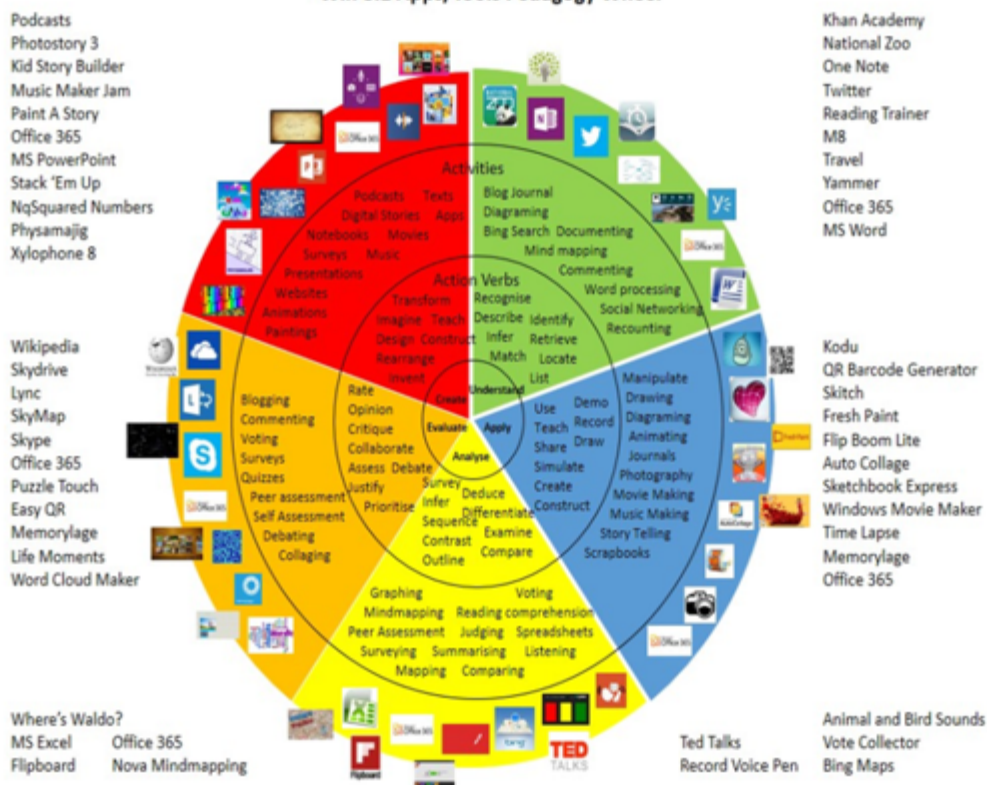 Podcasts
Photostory 3
Kid Story Builder
Music Maker Jam
Paint A Story
Office 365
MS PowerPoint
Stack 'Em Up
NqSquared Numbers
Physamajig
Xylophone 8
Khan Academy
National Zoo
One Note
Twitter
Reading Trainer
M8
Travel
Yammer
Office 365
MS Word
Activities
Podcasts Texts
Digital Stories Apps
Notebooks Movies
Surveys Music
Presentations
Websites
Animations
Paintings
Blog Journal
Diagraming
Bing Search Documenting
Mind mapping
Commenting
Word processing
Social Networking
Recounting
Action Verbs
Transform
Imagine Teach
Design Construct
Rearrange
Invent
Create
Recognise
Describe Identify
Infer Retrieve
Match Locate
List
Understand
Wikipedia
Skydrive
Lync
SkyMap
Skype
Office 365
Puzzle Touch
Easy QR
Memorylage
Life Moments
Word Cloud Maker
Blogging
Commenting
Voting
Surveys
Quizzes
Peer assessment
Self Assessment
Debating
Collaging
Rate
Opinion
Critique
Collaborate
Assess Debate
Justify
Prioritise
Evaluate
Apply
Analyse
Use Demo
Teach Record
Share Draw
Simulate
Create
Construct
Manipulate
Drawing
Diagraming
Animating
Journals
Photography
Movie Making
Music Making
Story Telling
Scrapbooks
Kodu
QR Barcode Generator
Skitch
Fresh Paint
Flip Boom Lite
Auto Collage
Sketchbook Express
Windows Movie Maker
Time Lapse
Memorylage
Office 365
Survey
Infer Deduce
Sequence Differentiate
Contrast Examine
Outline Compare
Graphing Voting
Mindmapping Reading comprehension
Peer Assessment Judging Spreadsheets
Surveying Summarising Listening
Mapping Comparing
Where's Waldo?
MS Excel Office 365
Flipboard Nova Mindmapping
Flipboard
bing
TED
TALKS
Ted Talks
Record Voice Pen
Animal and Bird Sounds
Vote Collector
Bing Maps